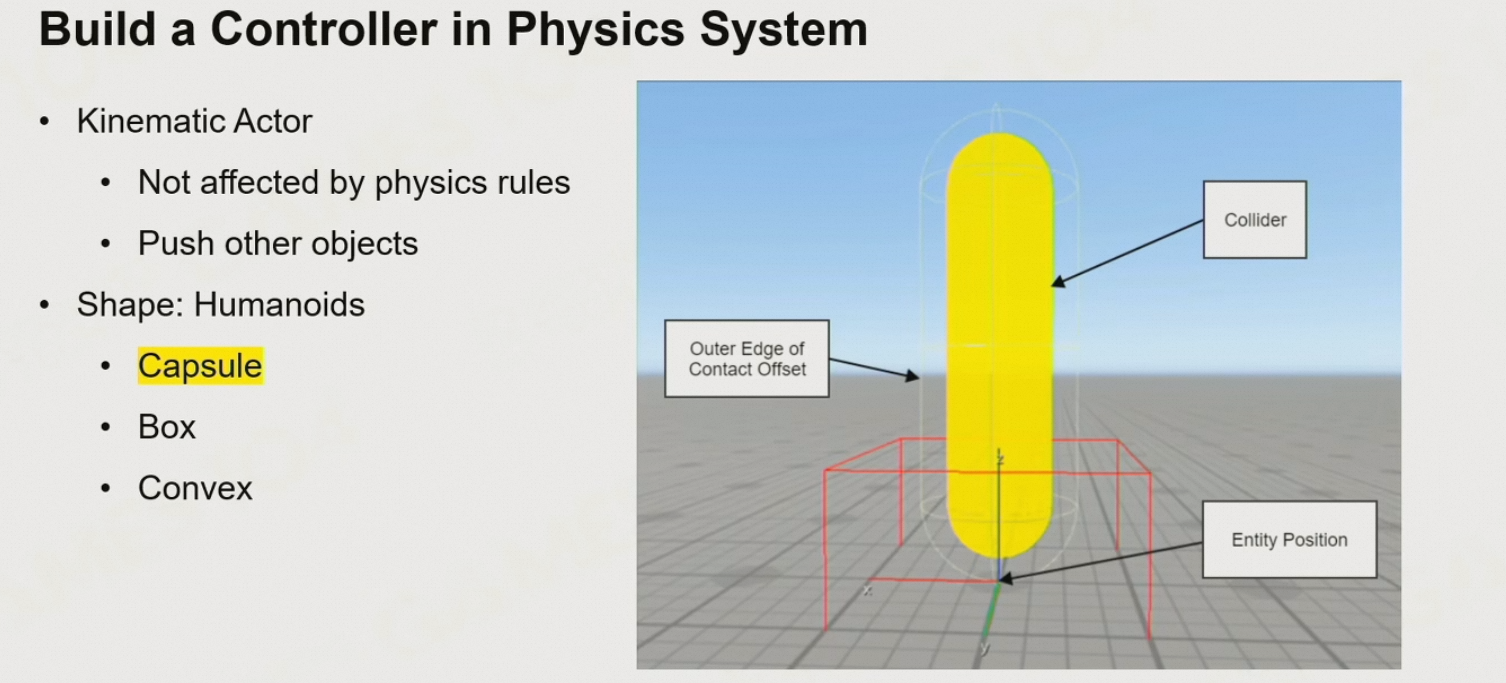 Build a Controller in Physics System
• Kinematic Actor
• Not affected by physics rules
• Push other objects
• Shape: Humanoids
• Capsule
• Box
• Convex
Collider
Outer Edge of
Contact Offset
Entity Position
z
x
y